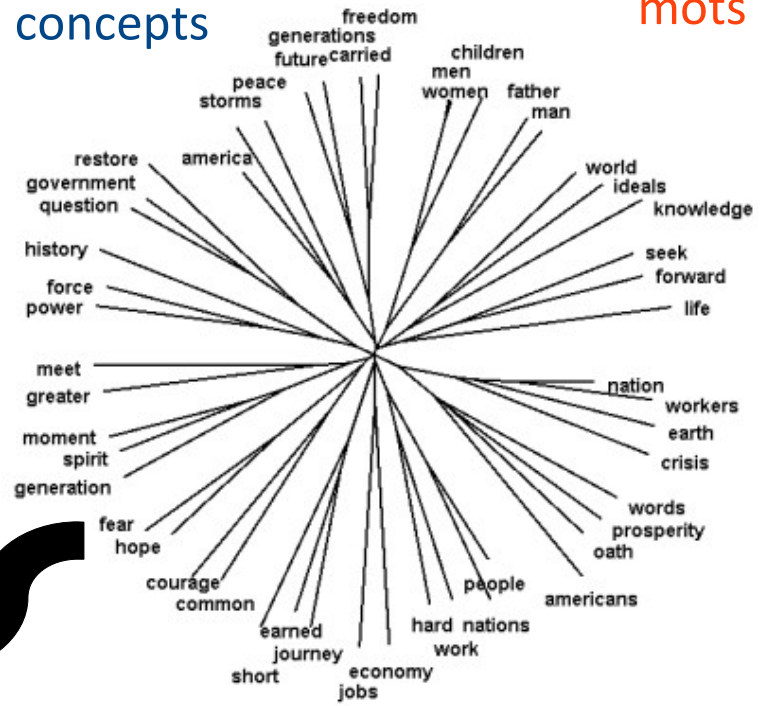 concepts
mots
freedom
generations
future carried
children
men
women
father
man
peace
storms
america
restore
government
question
history
force
power
world
ideals
knowledge
seek
forward
life
meet
greater
moment
spirit
generation
nation
workers
earth
crisis
fear
hope
courage
common
words
prosperity
oath
americans
people
earned
journey
short
hard nations
work
economy
jobs